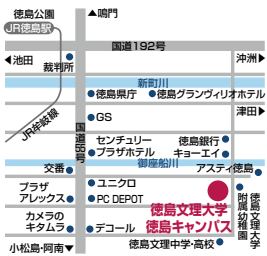 徳島公園
▲鳴門
JR徳島駅
国道192号
◀池田
沖洲▶
裁判所
新町川
徳島県庁
徳島グランヴィリオホテル
津田▶
JR牟岐線
GS
国道55号
センチュリー
プラザホテル
徳島銀行
キョーエイ
御座船川
アスティ徳島
交番
ユニクロ
プラザ
アレックス
PC DEPOT
徳島文理大学
徳島キャンパス
徳島文理大学
附属幼稚園
カメラの
キタムラ
デコール
徳島文理中学・高校
小松島・阿南▼